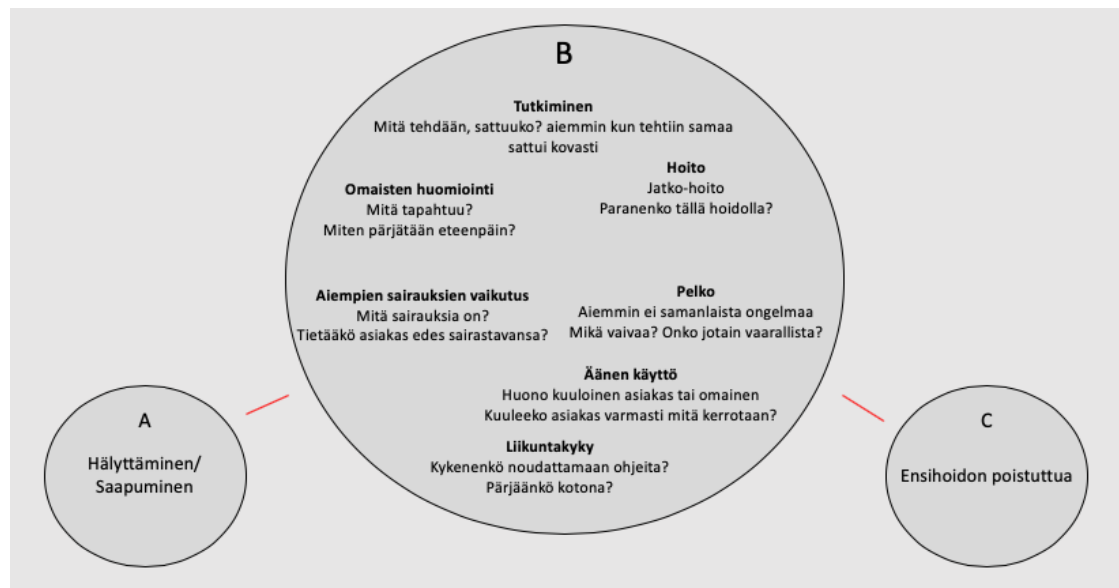 B
Tutkiminen
Mitä tehdään, sattuuko? aiemmin kun tehtiin samaa
sattui kovasti
Hoito
Jatko-hoito
Paranenko tällä hoidolla?
Omaisten huomiointi
Mitä tapahtuu?
Miten pärjätään eteenpäin?
Aiempien sairauksien vaikutus
Mitä sairauksia on?
Tietääkö asiakas edes sairastavansa?
Pelko
Aiemmin ei samanlaista ongelmaa
Mikä vaivaa? Onko jotain vaarallista?
Äänen käyttö
Huono kuuloinen asiakas tai omainen
Kuuleeko asiakas varmasti mitä kerrotaan?
Liikuntakyky
Kykenenkö noudattamaan ohjeita?
Pärjäänkö kotona?
A
Hälyttäminen/
Saapuminen
C
Ensihoidon poistuttua